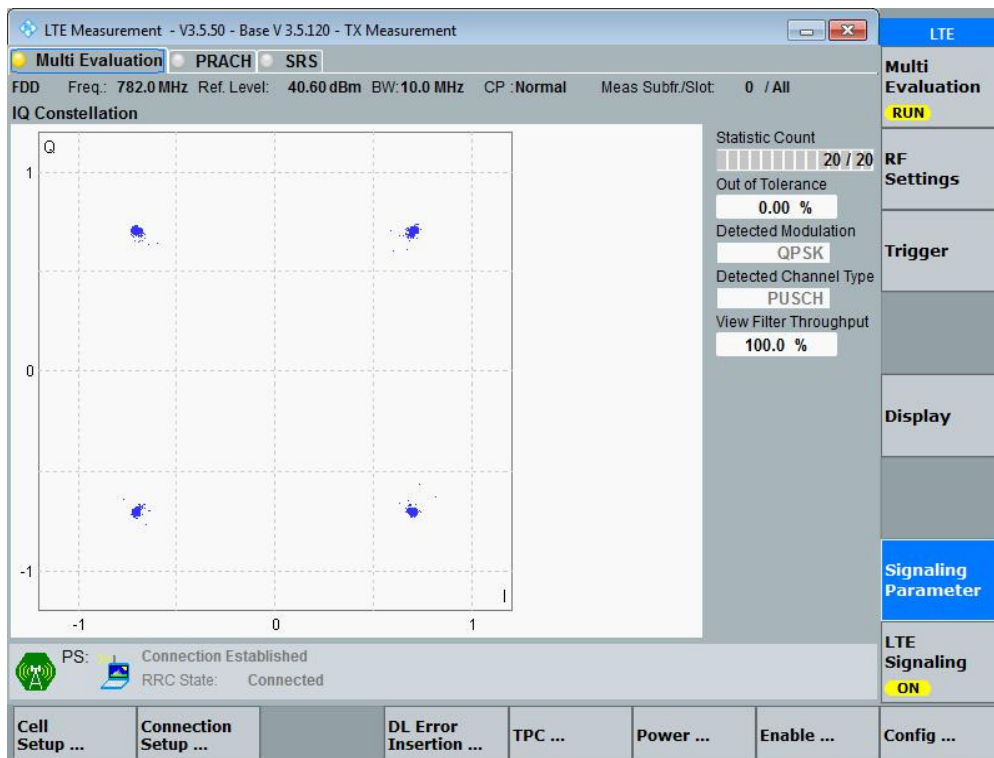 LTE Measurement - V3.5.50 - Base V 3.5.120 - TX Measurement
Multi Evaluation PRACH SRS
FDD Freq.: 782.0 MHz Ref. Level: 40.60 dBm BW: 10.0 MHz CP : Normal Meas Subfr./Slot: 0 / All
IQ Constellation
Q
1
0
-1
I
-1 0 1
Statistic Count
20 / 20
Out of Tolerance
0.00 %
Detected Modulation
QPSK
Detected Channel Type
PUSCH
View Filter Throughput
100.0 %
PS: Connection Established
RRC State: Connected
LTE
Multi
Evaluation
RUN
RF
Settings
Trigger
Display
Signaling
Parameter
LTE
Signaling
ON
Cell
Setup ...
Connection
Setup ...
DL Error
Insertion ...
TPC ...
Power ...
Enable ...
Config ...